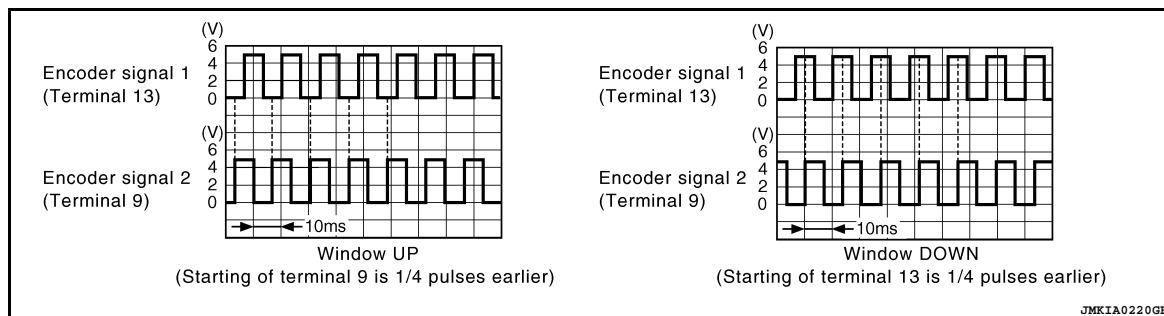 (V)
6
4
2
0
Encoder signal 1
(Terminal 13)
(V)
6
4
2
0
Encoder signal 2
(Terminal 9)
10ms
Window UP
(Starting of terminal 9 is 1/4 pulses earlier)
(V)
6
4
2
0
Encoder signal 1
(Terminal 13)
(V)
6
4
2
0
Encoder signal 2
(Terminal 9)
10ms
Window DOWN
(Starting of terminal 13 is 1/4 pulses earlier)
JMKIA0220GB